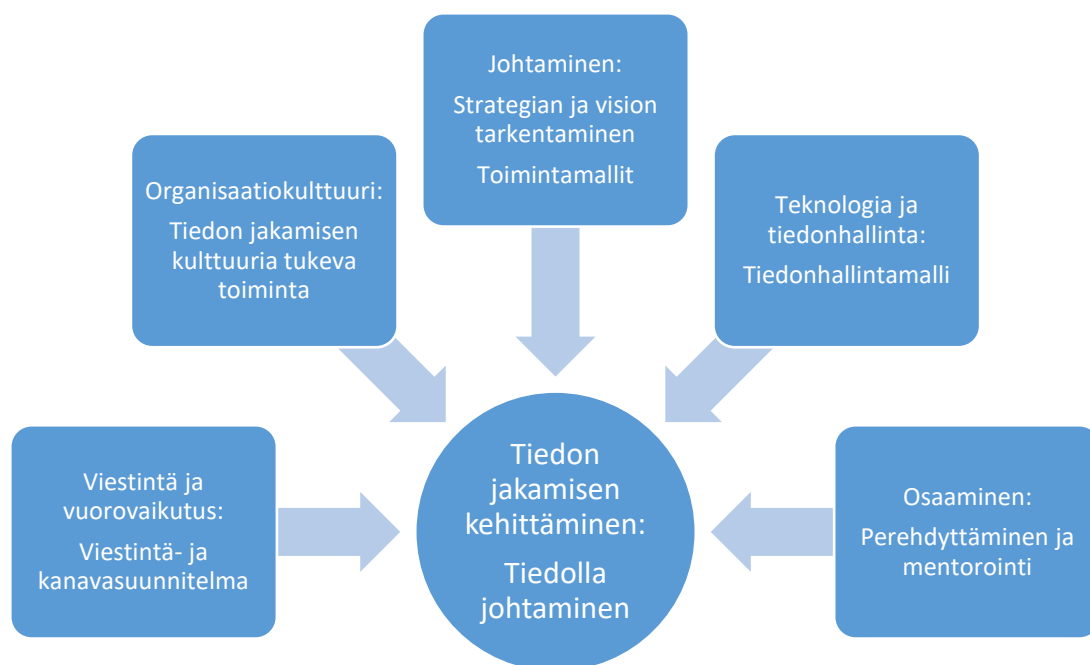 Johtaminen:
Strategian ja vision
tarkentaminen
Toimintamallit
Organisaatiokulttuuri:
Tiedon jakamisen
kulttuuria tukeva
toiminta
Teknologia ja
tiedonhallinta:
Tiedonhallintamalli
Viestintä ja
vuorovaikutus:
Viestintä- ja
kanavasuunnitelma
Tiedon
jakamisen
kehittäminen:
Tiedolla
johtaminen
Osaaminen:
Perehdyttäminen ja
mentorointi